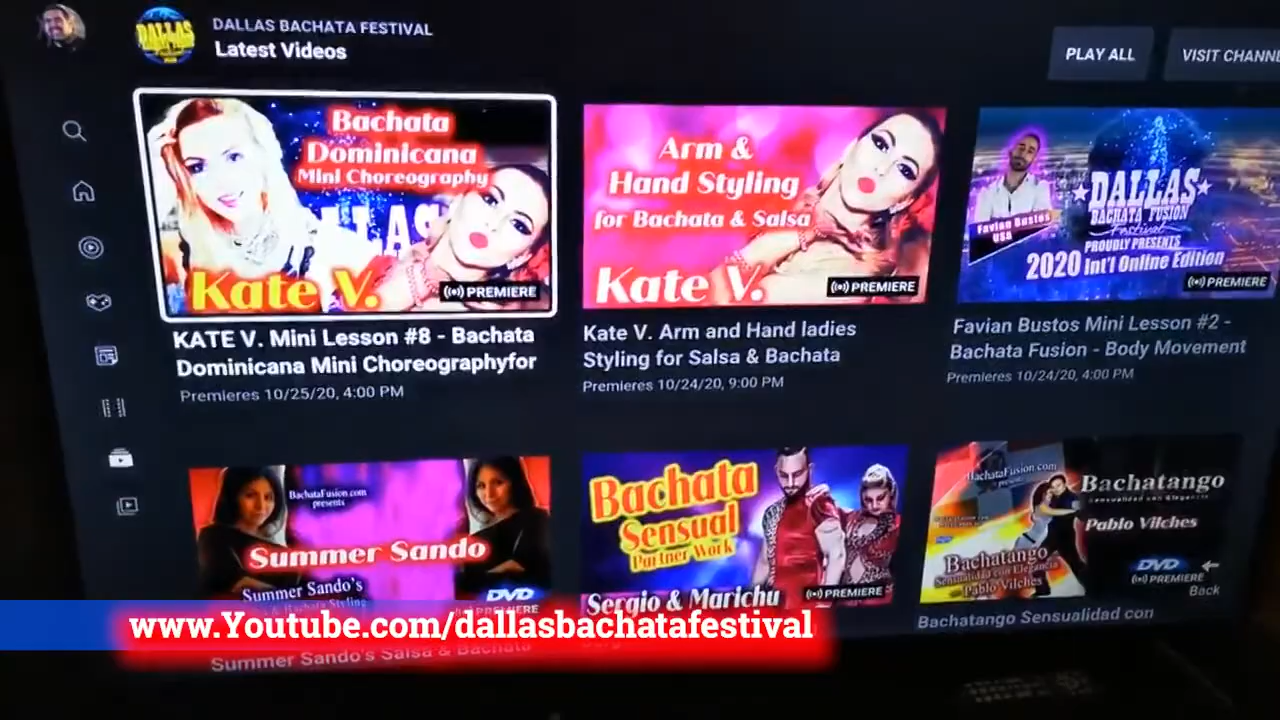 DALLAS BACHATA FESTIVAL
Latest Videos
PLAY ALL
VISIT CHANNE
DALLAS
Bachata
Dominicana
Mini Choreography
Kate V.
PREMIERE
KATE V. Mini Lesson #8 - Bachata
Dominicana Mini Choreographyfor
Premieres 10/25/20, 4:00 PM
Arm &
Hand Styling
for Bachata & Salsa
Kate V.
PREMIERE
Kate V. Arm and Hand ladies
Styling for Salsa & Bachata
Premieres 10/24/20, 9:00 PM
Favian Bustos
USA
DALLAS
BACHATA FUSION
Festival
PROUDLY PRESENTS
2020 Int'l Online Edition
PREMIERE
Favian Bustos Mini Lesson #2 -
Bachata Fusion - Body Movement
Premieres 10/24/20, 4:00 PM
BachataFusion.com
presents
Summer Sando
Summer Sando's
& Bachata Styling
DVD
PREMIERE
Summer Sando's Salsa & Bachata
Bachata
Sensual
Partner Work
Sergio & Marichu
PREMIERE
BachataFusion.com
presents
Bachatango
Sensualidad con Elegancia
Pablo Vilches
Bachatango
Sensualidad con Elegancia
Pablo Vilches
DVD
PREMIERE
Back
Bachatango Sensualidad con
www.Youtube.com/dallasbachatafestival